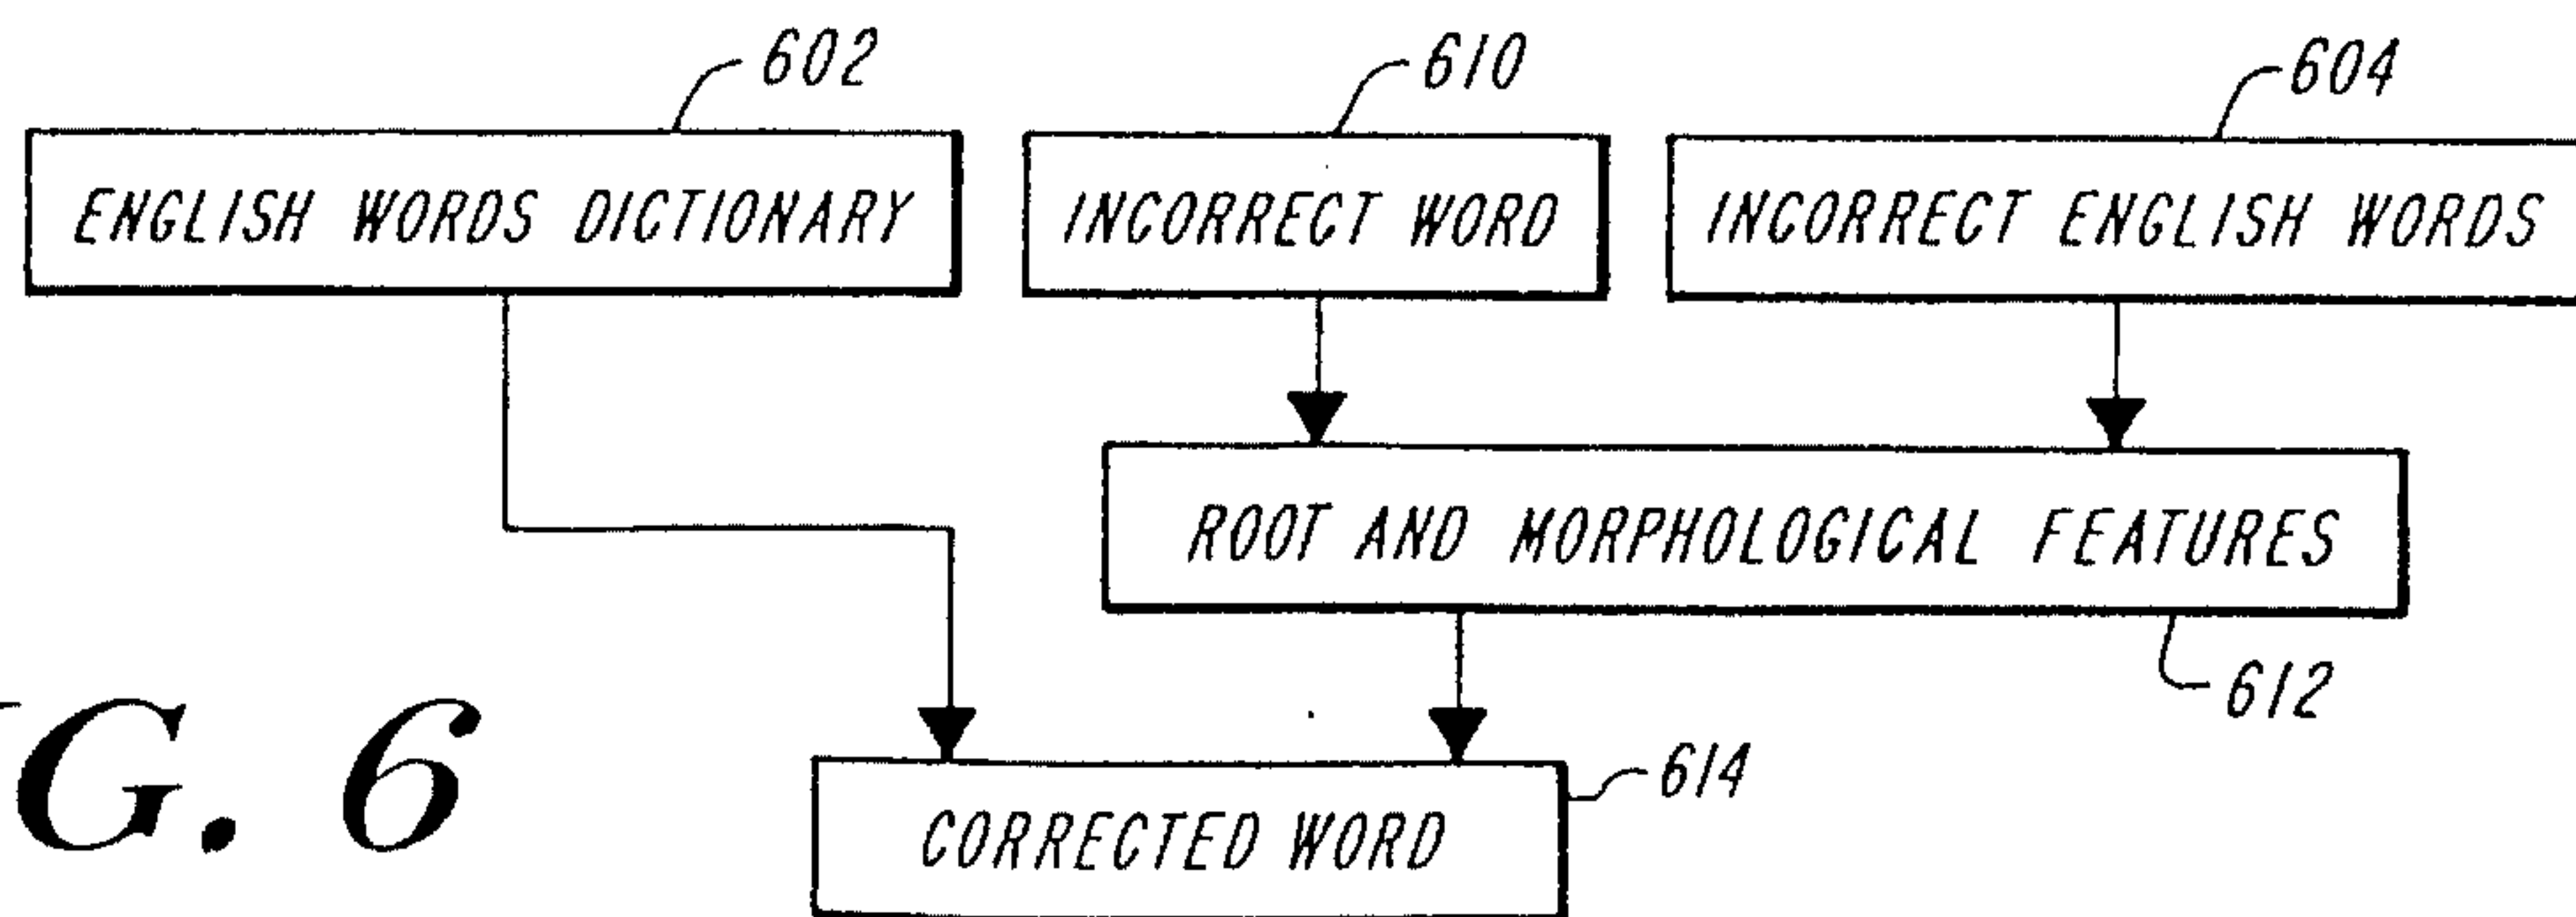 602 610 604
ENGLISH WORDS DICTIONARY INCORRECT WORD INCORRECT ENGLISH WORDS
ROOT AND MORPHOLOGICAL FEATURES
612
614
CORRECTED WORD
G. 6